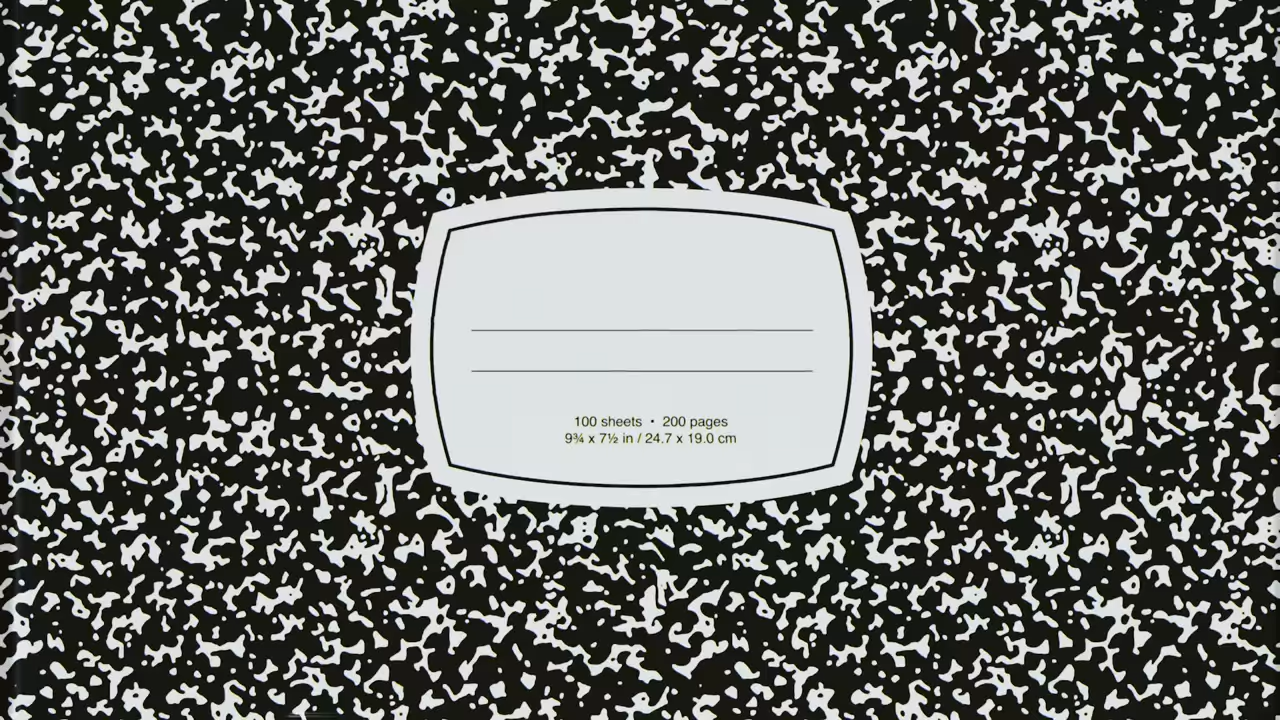 100 sheets • 200 pages
9¾ x 7½ in / 24.7 x 19.0 cm